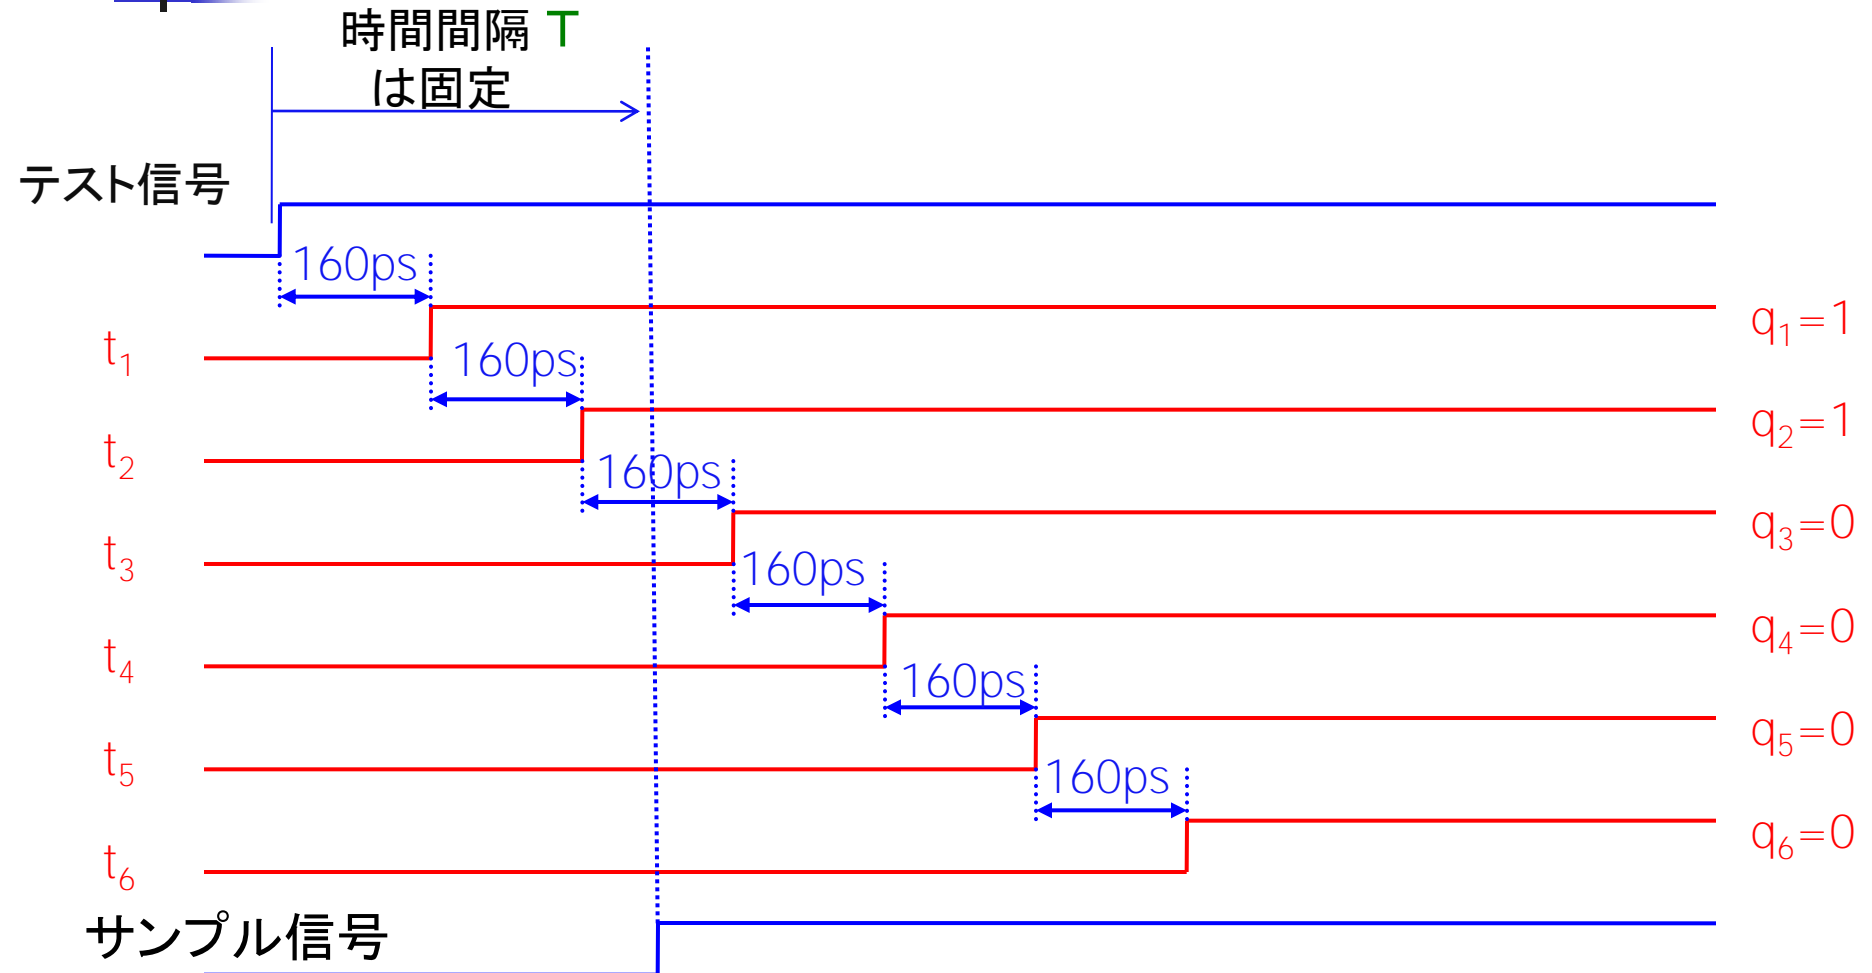 時間間隔 T
は固定
テスト信号
160ps
t1
q1=1
160ps
t2
q2=1
160ps
t3
q3=0
160ps
t4
q4=0
160ps
t5
q5=0
160ps
t6
q6=0
サンプル信号